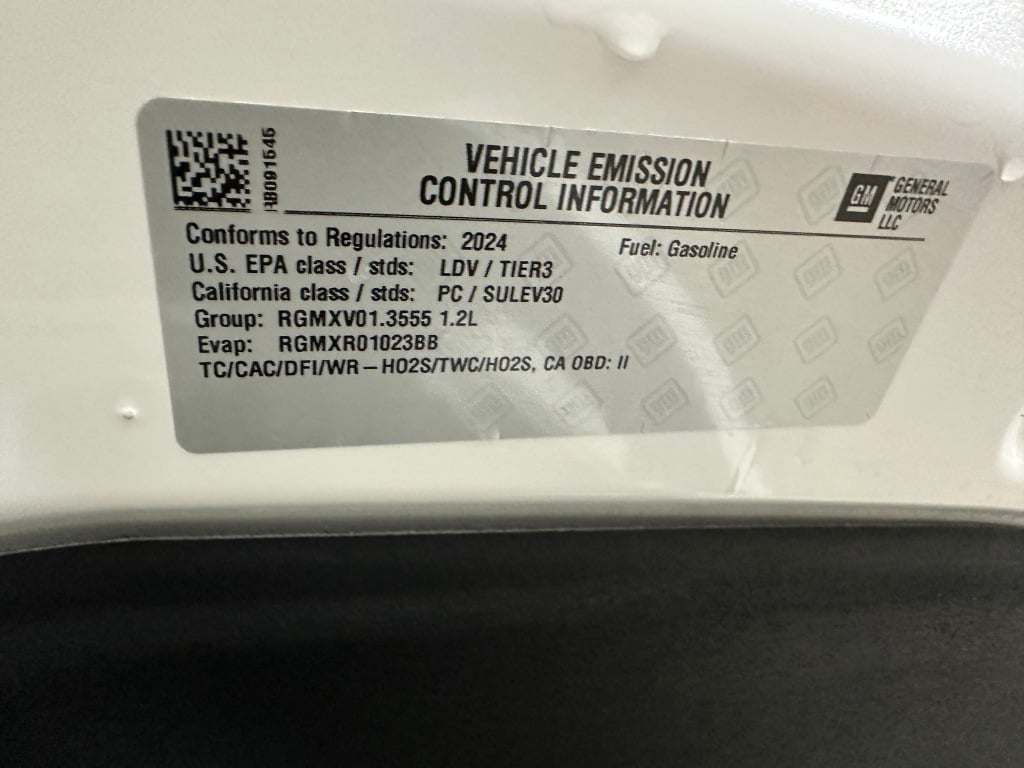 RB091545
VEHICLE EMISSION
CONTROL INFORMATION
GM GENERAL
MOTORS
LLC
Conforms to Regulations: 2024
Fuel: Gasoline
U.S. EPA class / stds: LDV / TIER3
California class / stds: PC / SULEV30
Group: RGMXV01.3555 1.2L
Evap: RGMXR01023BB
TC/CAC/DFI/WR – HO2S/TWC/HO2S, CA OBD: II